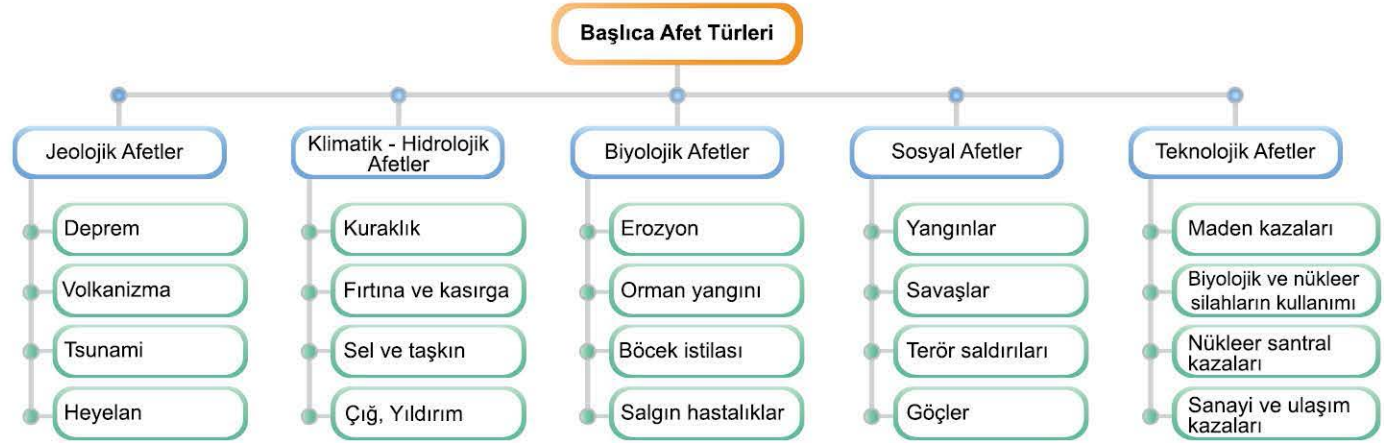 Başlıca Afet Türleri
Jeolojik Afetler
Deprem
Volkanizma
Tsunami
Heyelan
Klimatik - Hidrolojik
Afetler
Kuraklık
Fırtına ve kasırga
Sel ve taşkın
Çığ, Yıldırım
Biyolojik Afetler
Erozyon
Orman yangını
Böcek istilası
Salgın hastalıklar
Sosyal Afetler
Yangınlar
Savaşlar
Terör saldırıları
Göçler
Teknolojik Afetler
Maden kazaları
Biyolojik ve nükleer
silahların kullanımı
Nükleer santral
kazaları
Sanayi ve ulaşım
kazaları